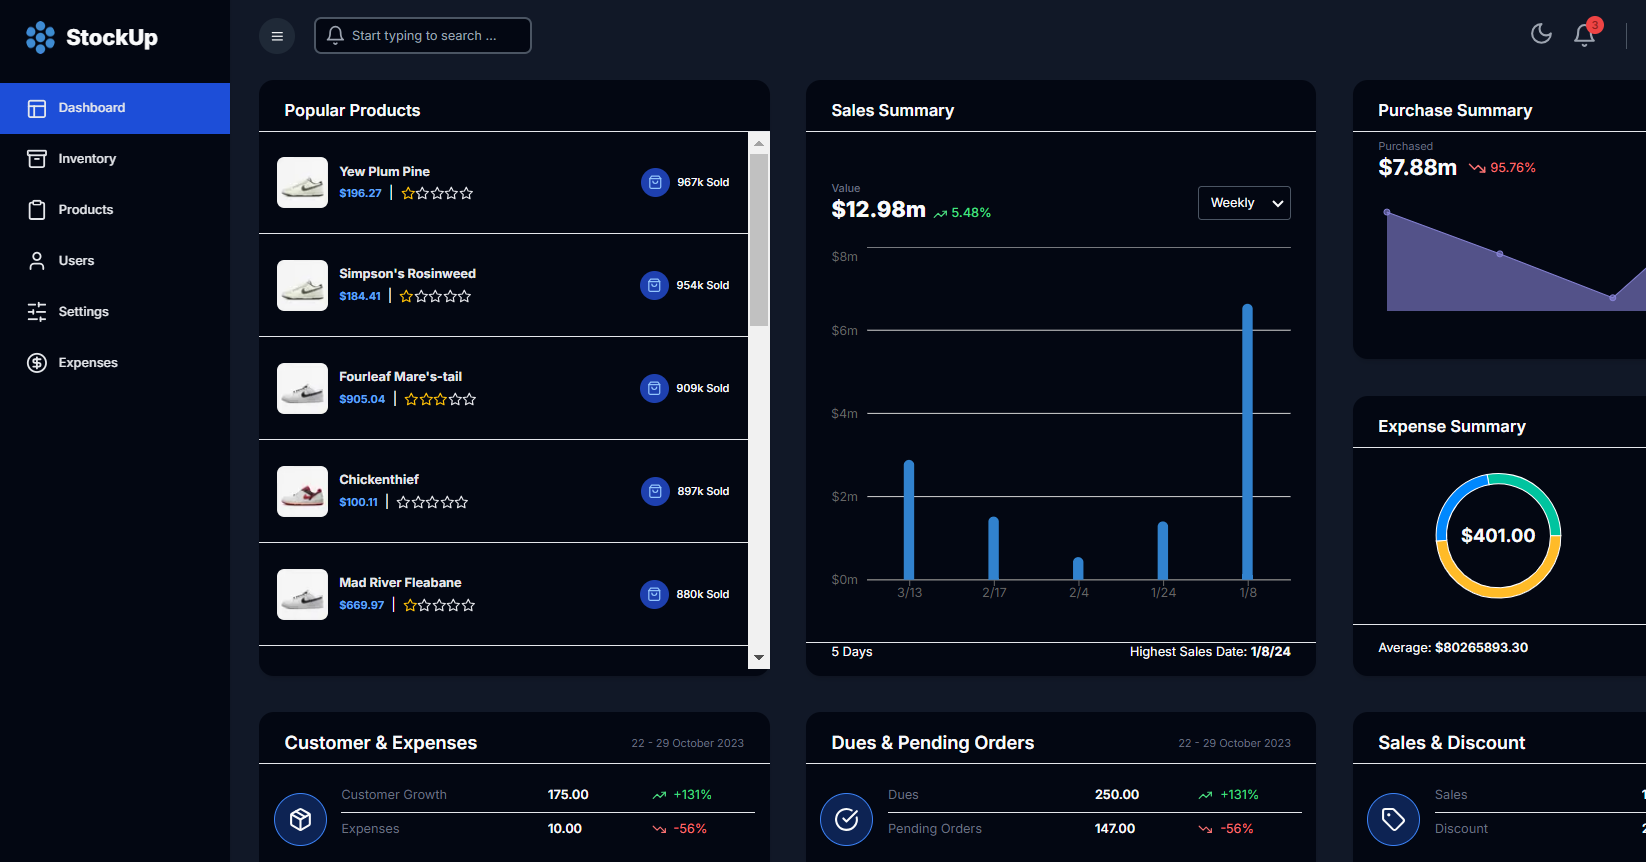 StockUp
Start typing to search ...
3
Dashboard
Inventory
Products
Users
Settings
Expenses
Popular Products
Yew Plum Pine
$196.27
967k Sold
Simpson's Rosinweed
$184.41
954k Sold
Fourleaf Mare's-tail
$905.04
909k Sold
Chickenthief
$100.11
897k Sold
Mad River Fleabane
$669.97
880k Sold
Sales Summary
Value
$12.98m 5.48%
Weekly
$8m
$6m
$4m
$2m
$0m
3/13 2/17 2/4 1/24 1/8
5 Days Highest Sales Date: 1/8/24
Purchase Summary
Purchased
$7.88m 95.76%
Expense Summary
$401.00
Average: $80265893.30
Customer & Expenses 22 - 29 October 2023
Customer Growth 175.00 +131%
Expenses 10.00 -56%
Dues & Pending Orders 22 - 29 October 2023
Dues 250.00 +131%
Pending Orders 147.00 -56%
Sales & Discount
Sales
Discount